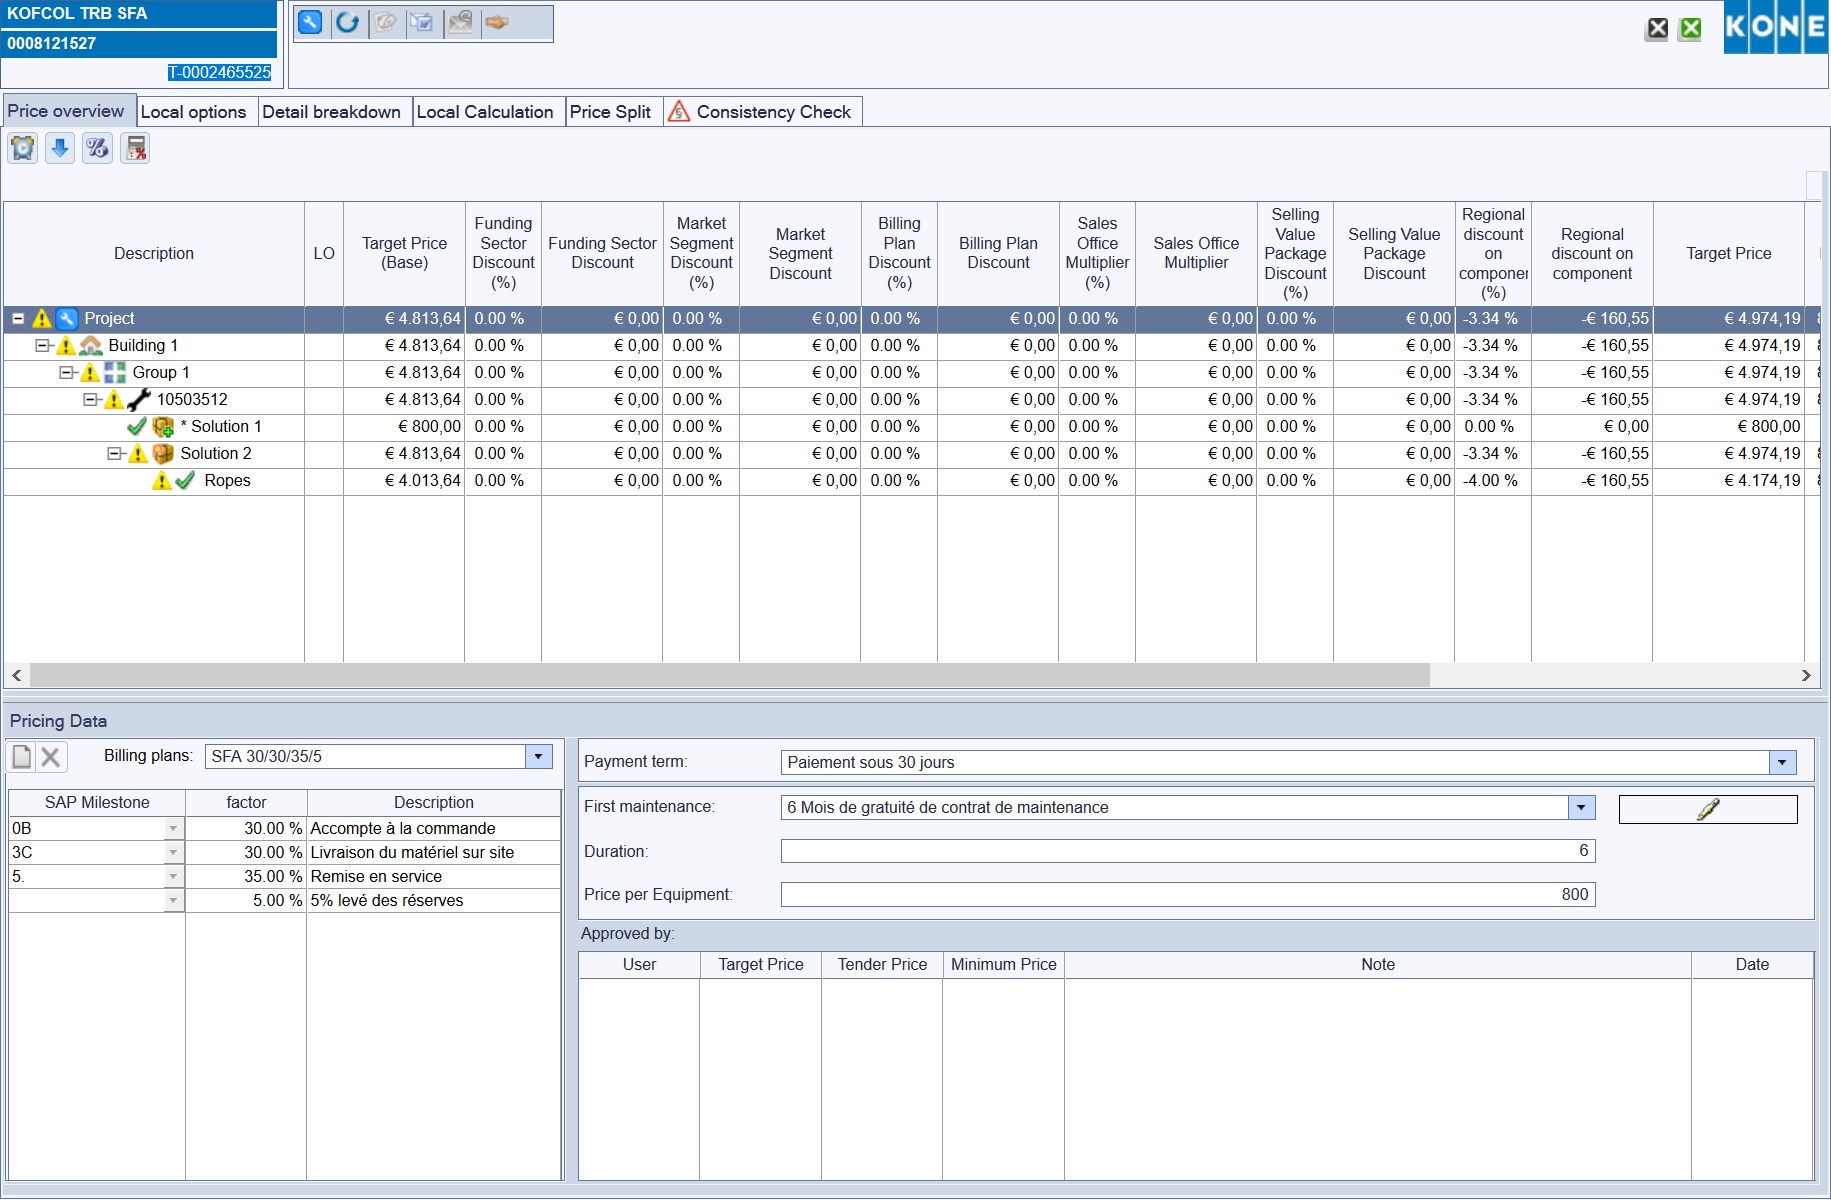 KOFCOL TRB SFA
0008121527
T-0002465525
KONE
Price overview Local options Detail breakdown Local Calculation Price Split Consistency Check
Description LO Target Price (Base) Funding Sector Discount (%) Funding Sector Discount Market Segment Discount (%) Market Segment Discount Billing Plan Discount (%) Billing Plan Discount Sales Office Multiplier (%) Sales Office Multiplier Selling Value Package Discount (%) Selling Value Package Discount Regional discount on componer (%) Regional discount on component Target Price
Project € 4.813,64 0.00 % € 0,00 0.00 % € 0,00 0.00 % € 0,00 0.00 % € 0,00 0.00 % € 0,00 -3.34 % -€ 160,55 € 4.974,19
Building 1 € 4.813,64 0.00 % € 0,00 0.00 % € 0,00 0.00 % € 0,00 0.00 % € 0,00 0.00 % € 0,00 -3.34 % -€ 160,55 € 4.974,19
Group 1 € 4.813,64 0.00 % € 0,00 0.00 % € 0,00 0.00 % € 0,00 0.00 % € 0,00 0.00 % € 0,00 -3.34 % -€ 160,55 € 4.974,19
10503512 € 4.813,64 0.00 % € 0,00 0.00 % € 0,00 0.00 % € 0,00 0.00 % € 0,00 0.00 % € 0,00 -3.34 % -€ 160,55 € 4.974,19
* Solution 1 € 800,00 0.00 % € 0,00 0.00 % € 0,00 0.00 % € 0,00 0.00 % € 0,00 0.00 % € 0,00 0.00 % € 0,00 € 800,00
Solution 2 € 4.813,64 0.00 % € 0,00 0.00 % € 0,00 0.00 % € 0,00 0.00 % € 0,00 0.00 % € 0,00 -3.34 % -€ 160,55 € 4.974,19
Ropes € 4.013,64 0.00 % € 0,00 0.00 % € 0,00 0.00 % € 0,00 0.00 % € 0,00 0.00 % € 0,00 -4.00 % -€ 160,55 € 4.174,19
Pricing Data
Billing plans: SFA 30/30/35/5
SAP Milestone factor Description
0B 30.00 % Accompte à la commande
3C 30.00 % Livraison du matériel sur site
5. 35.00 % Remise en service
5.00 % 5% levé des réserves
Payment term: Paiement sous 30 jours
First maintenance: 6 Mois de gratuité de contrat de maintenance
Duration: 6
Price per Equipment: 800
Approved by:
User Target Price Tender Price Minimum Price Note Date